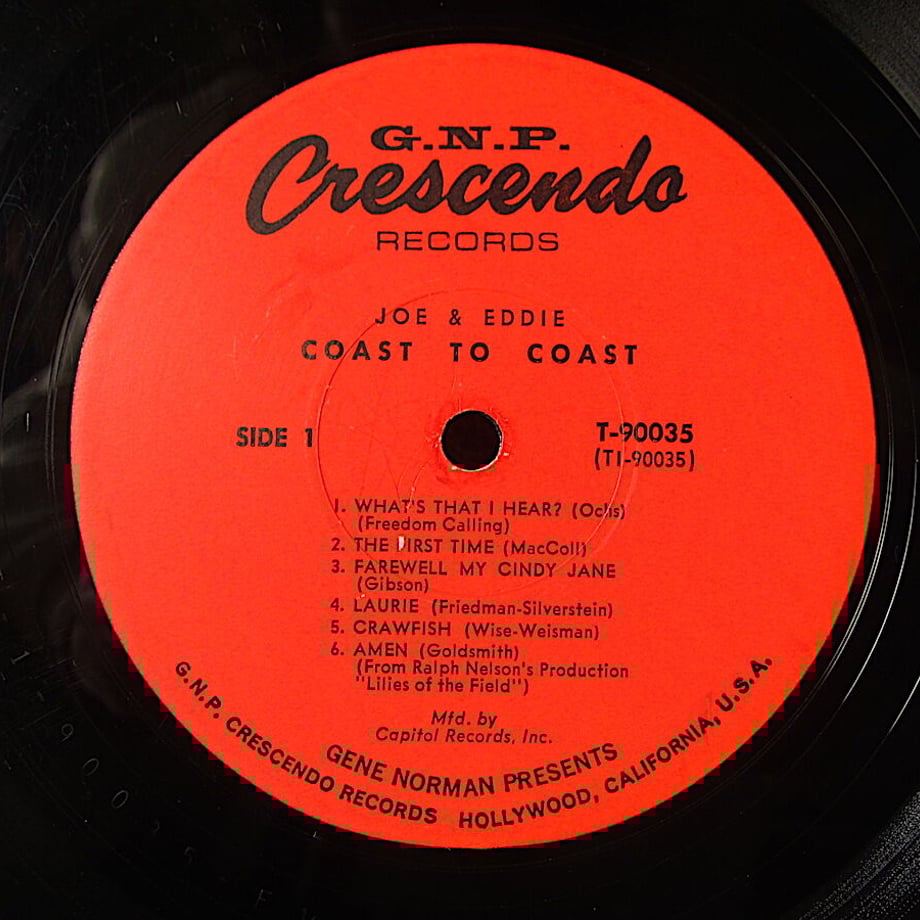 G.N.P.
Crescendo
RECORDS
JOE & EDDIE
COAST TO COAST
SIDE 1
T-90035
(T1-90035)
1. WHAT'S THAT I HEAR? (Ochs)
(Freedom Calling)
2. THE FIRST TIME (MacColl)
3. FAREWELL MY CINDY JANE
(Gibson)
4. LAURIE (Friedman-Silverstein)
5. CRAWFISH (Wise-Weisman)
6. AMEN (Goldsmith)
(From Ralph Nelson's Production
"Lilies of the Field")
Mfd. by
Capitol Records, Inc.
GENE NORMAN PRESENTS
G.N.P. CRESCENDO RECORDS HOLLYWOOD, CALIFORNIA, U.S.A.